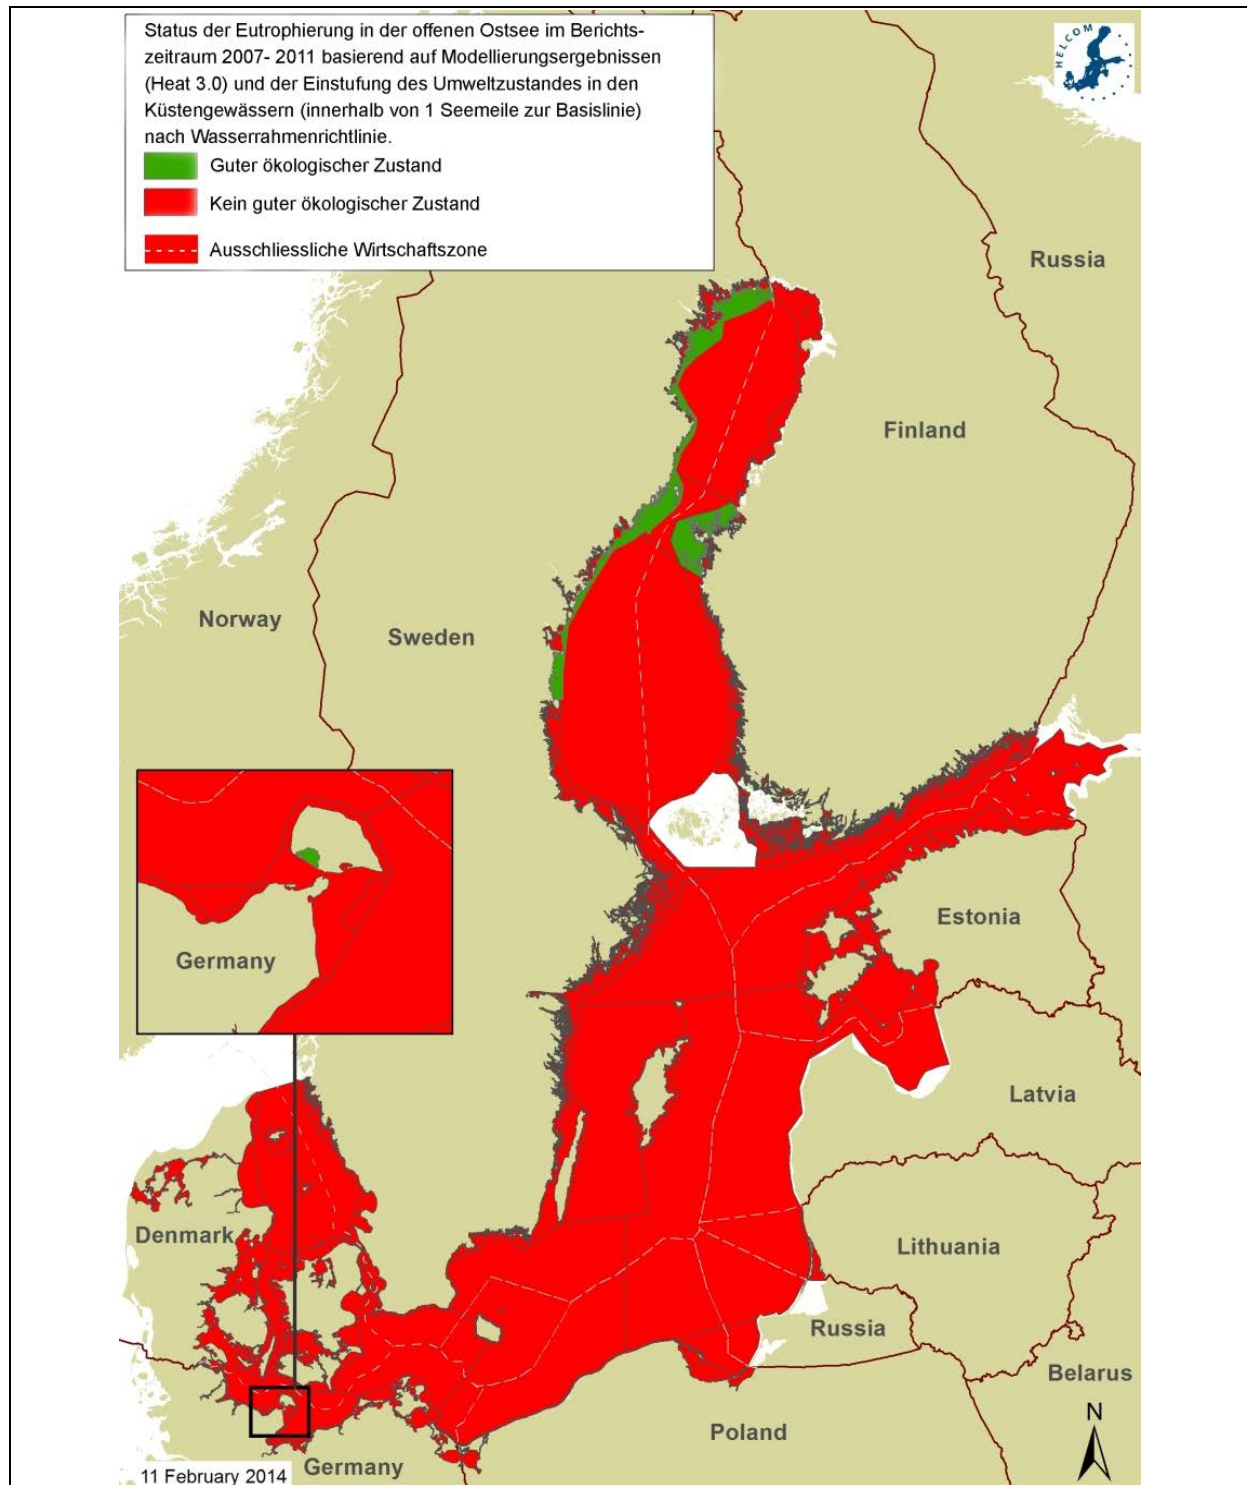 Status der Eutrophierung in der offenen Ostsee im Berichts-
zeitraum 2007- 2011 basierend auf Modellierungsergebnissen
(Heat 3.0) und der Einstufung des Umweltzustandes in den
Küstengewässern (innerhalb von 1 Seemeile zur Basislinie)
nach Wasserrahmenrichtlinie.
Guter ökologischer Zustand
Kein guter ökologischer Zustand
Ausschliessliche Wirtschaftszone
HELCOM
Russia
Finland
Norway
Sweden
Estonia
Germany
Latvia
Denmark
Lithuania
Russia
Belarus
Poland
N
Germany
11 February 2014